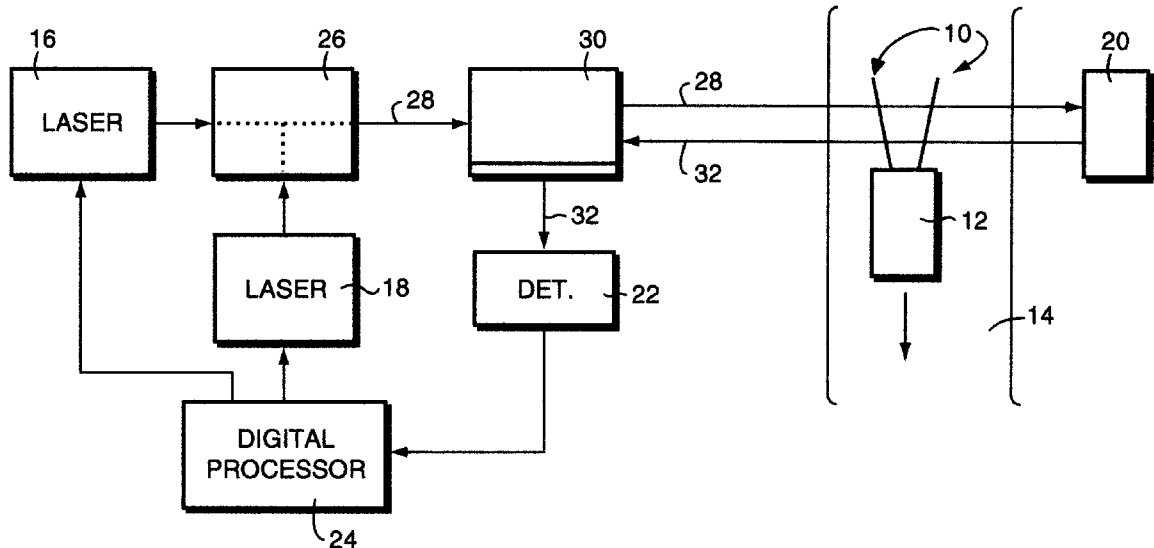 16
26
30
10
20
LASER
28
28
32
32
12
LASER
18
DET.
22
14
DIGITAL
PROCESSOR
24